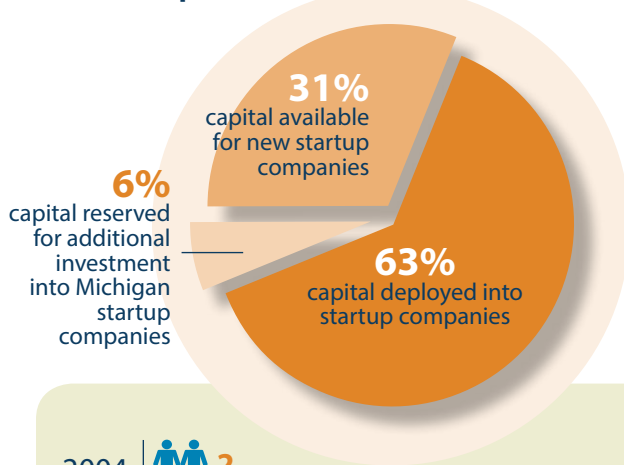 31%
capital available
for new startup
companies
6%
capital reserved
for additional
investment
into Michigan
startup
companies
63%
capital deployed into
startup companies